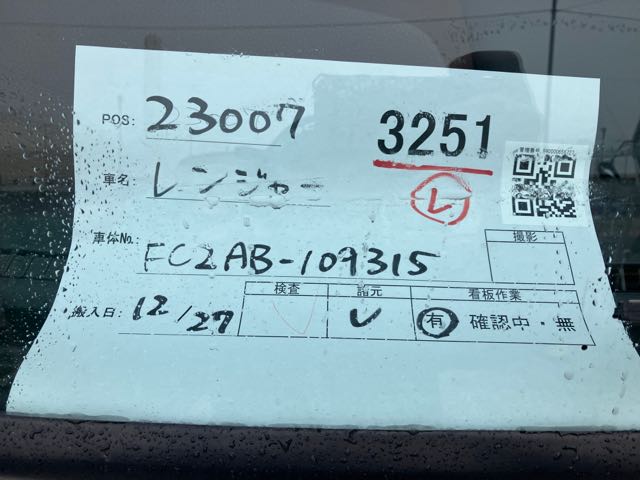 POS: 23007
3251
レ
車名 レンジャー
車体No. FC2AB-109315
撮影
搬入日: 12/27
検査 諸元 看板作業
レ 有 確認中・無